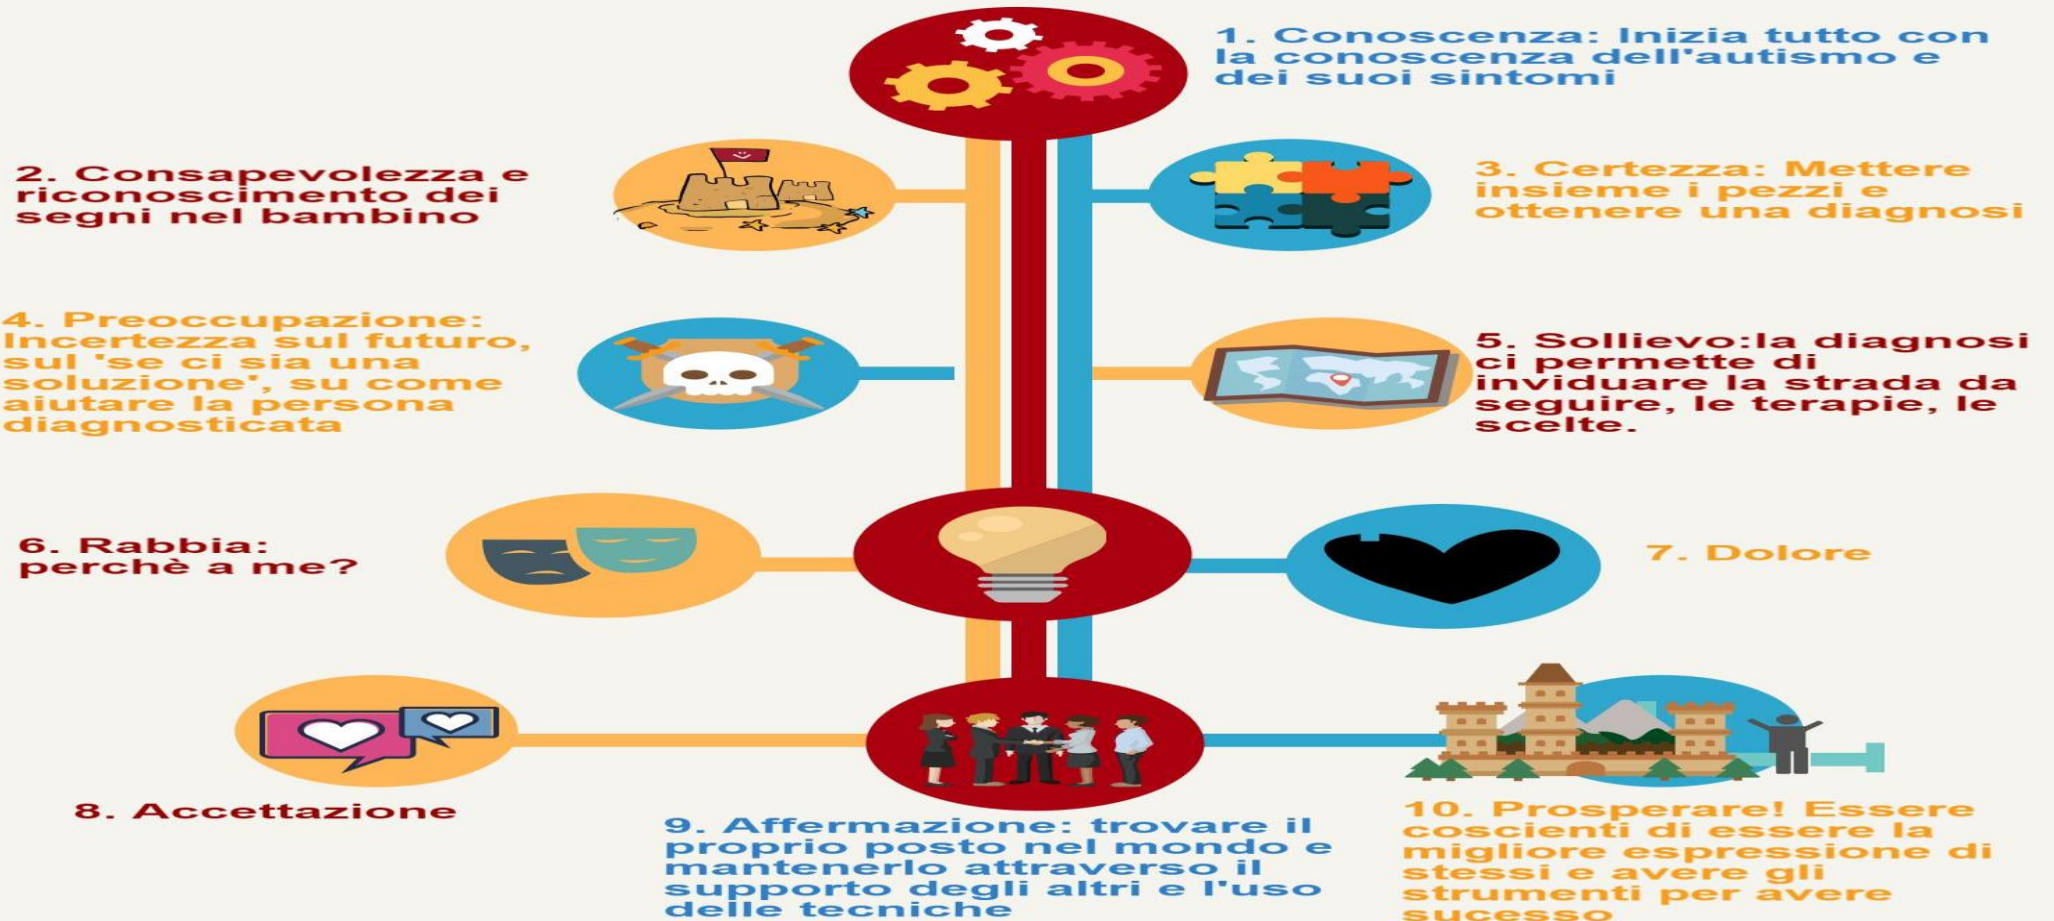 1. Conoscenza: Inizia tutto con
la conoscenza dell'autismo e
dei suoi sintomi
2. Consapevolezza e
riconoscimento dei
segni nel bambino
3. Certezza: Mettere
insieme i pezzi e
ottenere una diagnosi
4. Preoccupazione:
Incertezza sul futuro,
sul 'se ci sia una
soluzione', su come
aiutare la persona
diagnosticata
5. Sollievo:la diagnosi
ci permette di
inviduare la strada da
seguire, le terapie, le
scelte.
6. Rabbia:
perchè a me?
7. Dolore
8. Accettazione
9. Affermazione: trovare il
proprio posto nel mondo e
mantenerlo attraverso il
supporto degli altri e l'uso
delle tecniche
10. Prosperare! Essere
coscienti di essere la
migliore espressione di
stessi e avere gli
strumenti per avere
sucesso